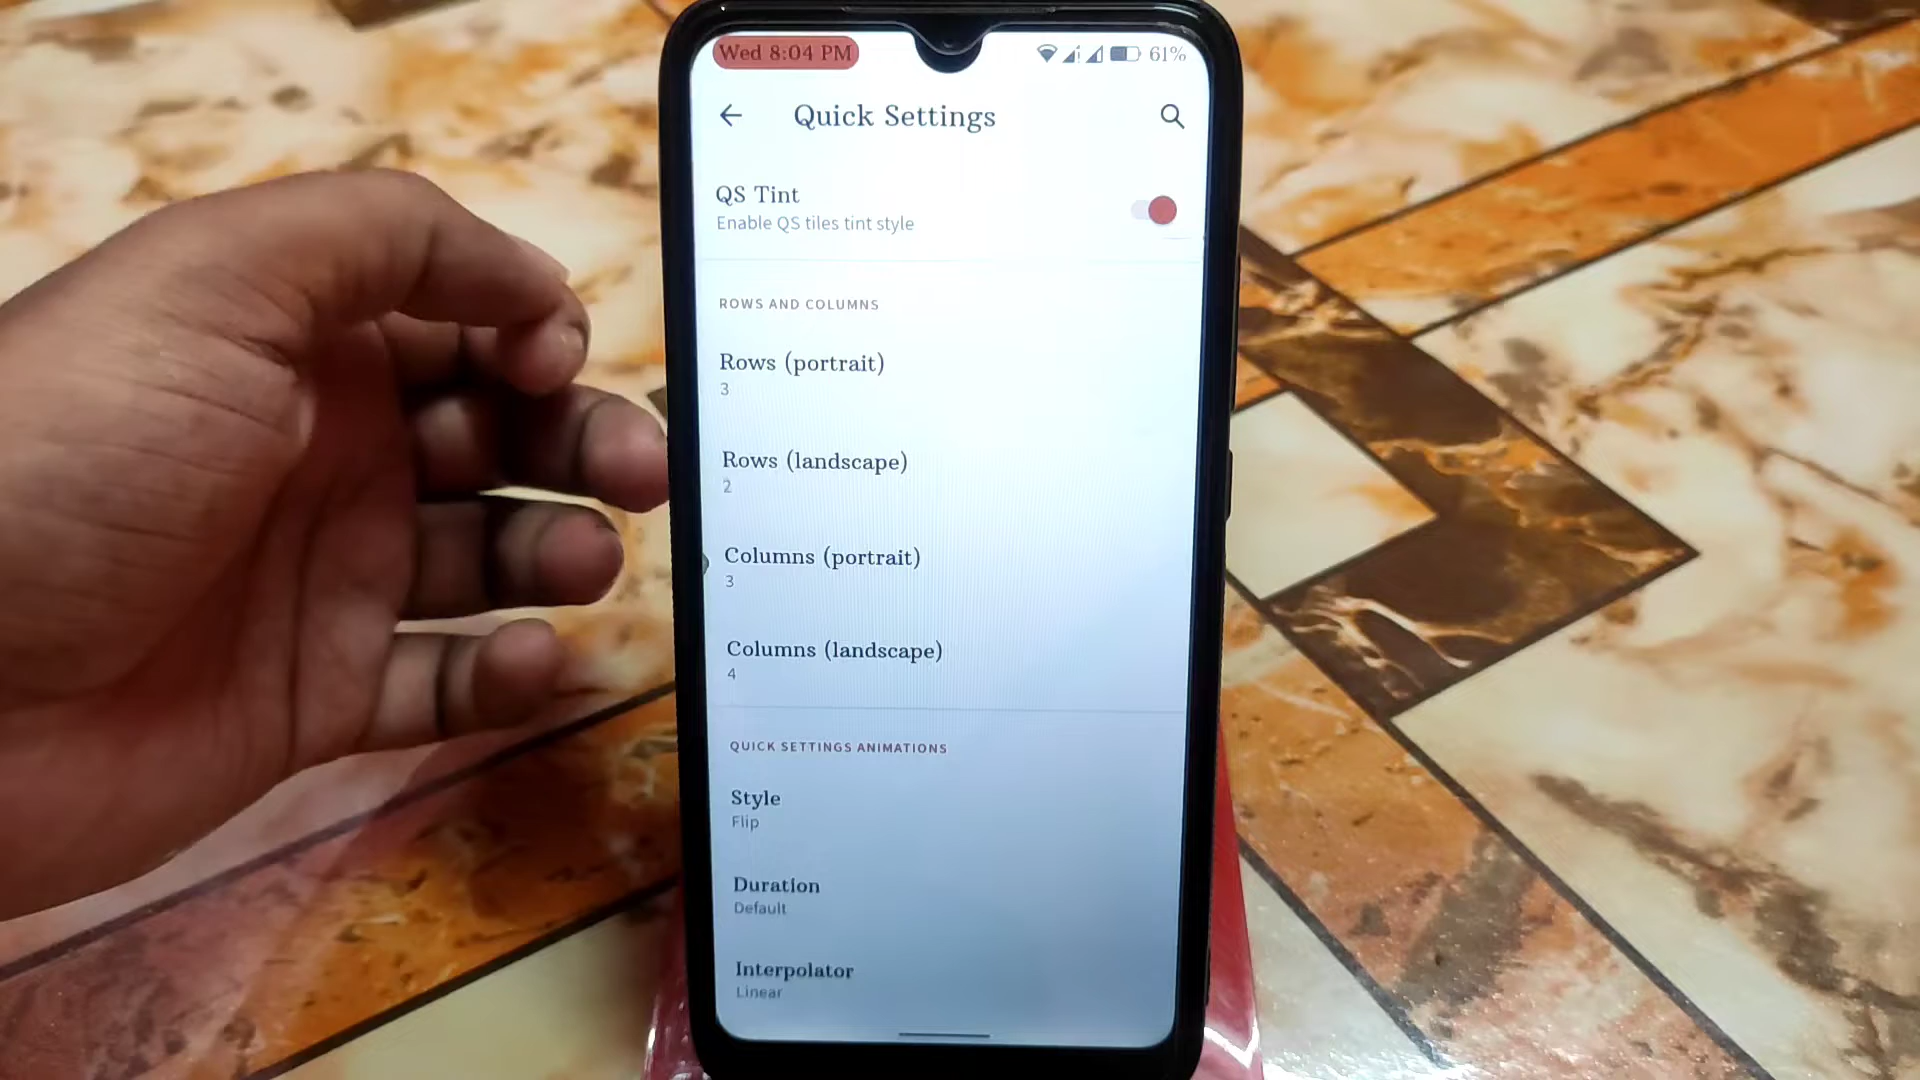 Wed 8:04 PM 61%
Quick Settings
QS Tint
Enable QS tiles tint style
ROWS AND COLUMNS
Rows (portrait)
3
Rows (landscape)
2
Columns (portrait)
3
Columns (landscape)
4
QUICK SETTINGS ANIMATIONS
Style
Flip
Duration
Default
Interpolator
Linear